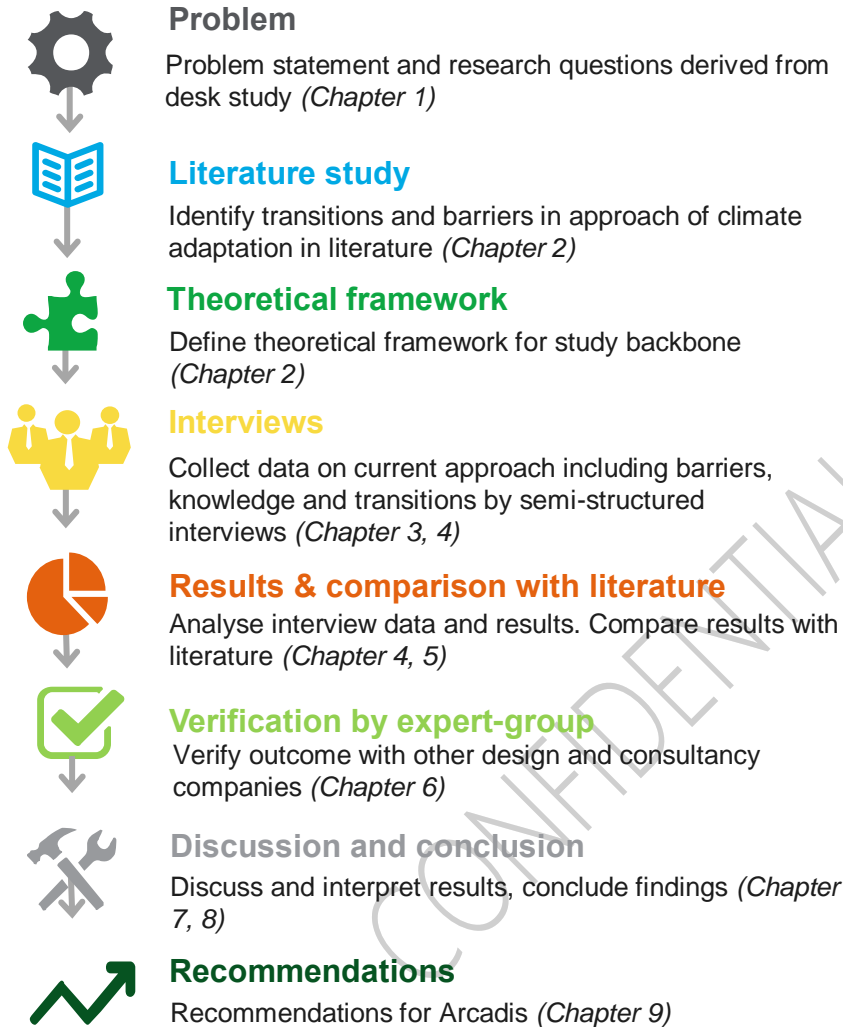 Problem
Problem statement and research questions derived from
desk study (Chapter 1)
Literature study
Identify transitions and barriers in approach of climate
adaptation in literature (Chapter 2)
Theoretical framework
Define theoretical framework for study backbone
(Chapter 2)
Interviews
Collect data on current approach including barriers,
knowledge and transitions by semi-structured
interviews (Chapter 3, 4)
Results & comparison with literature
Analyse interview data and results. Compare results with
literature (Chapter 4, 5)
Verification by expert-group
Verify outcome with other design and consultancy
companies (Chapter 6)
Discussion and conclusion
Discuss and interpret results, conclude findings (Chapter
7, 8)
Recommendations
Recommendations for Arcadis (Chapter 9)
CONFIDENTIAL